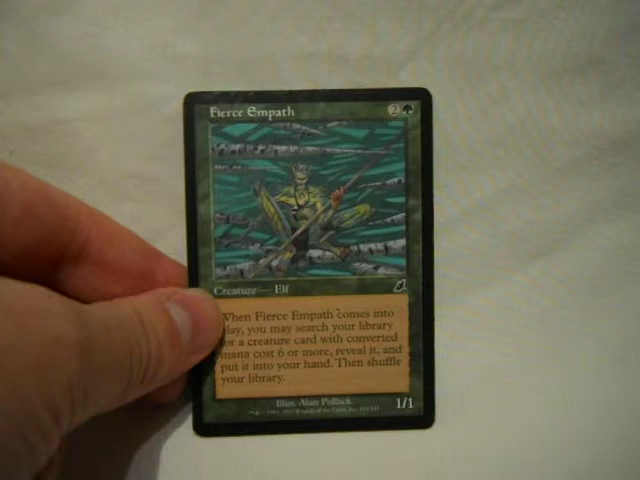 Fierce Empath 2
Creature — Elf
When Fierce Empath comes into
play, you may search your library
for a creature card with converted
mana cost 6 or more, reveal it, and
put it into your hand. Then shuffle
your library.
Illus. Alan Pollack
1/1